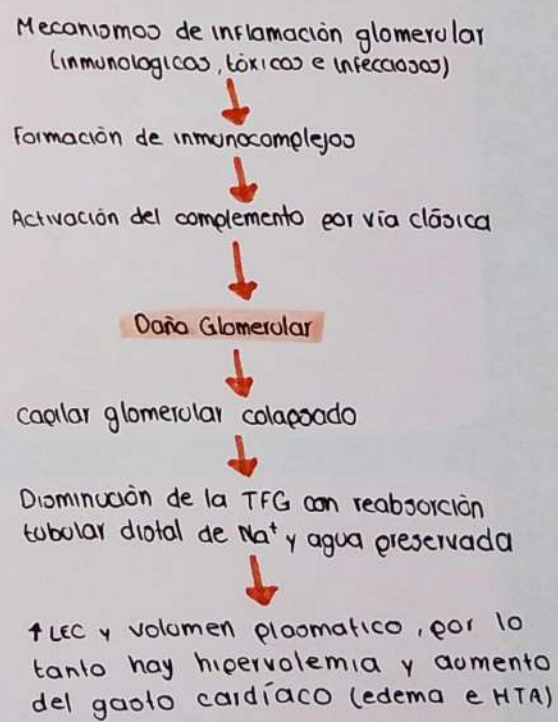 Mecanismos de inflamación glomerular
(inmunologicos, tóxicos e infecciosos)
Formación de inmunocomplejos
Activación del complemento por vía clásica
Daño Glomerular
Capilar glomerular colapsado
Disminución de la TFG con reabsorción
tubular distal de Na⁺ y agua preservada
↑ LEC y volumen plasmatico, por lo
tanto hay hipervolemia y aumento
del gasto cardíaco (edema e HTA)